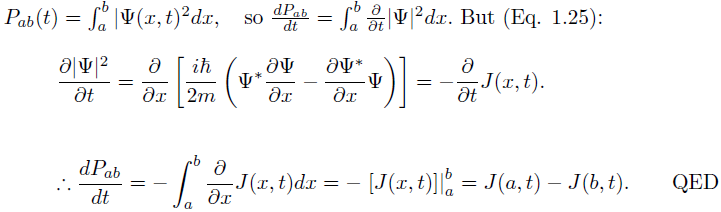 $P_{ab}(t) = \int_a^b |\Psi(x,t)^2 dx, \quad \text{so } \frac{dP_{ab}}{dt} = \int_a^b \frac{\partial}{\partial t}|\Psi|^2 dx.$ But (Eq. 1.25):
$\frac{\partial|\Psi|^2}{\partial t} = \frac{\partial}{\partial x}\left[\frac{i\hbar}{2m}\left(\Psi^*\frac{\partial\Psi}{\partial x} - \frac{\partial\Psi^*}{\partial x}\Psi\right)\right] = -\frac{\partial}{\partial t}J(x,t).$
$\therefore \frac{dP_{ab}}{dt} = -\int_a^b \frac{\partial}{\partial x}J(x,t)dx = -\left[J(x,t)\right]|_a^b = J(a,t) - J(b,t).$ QED